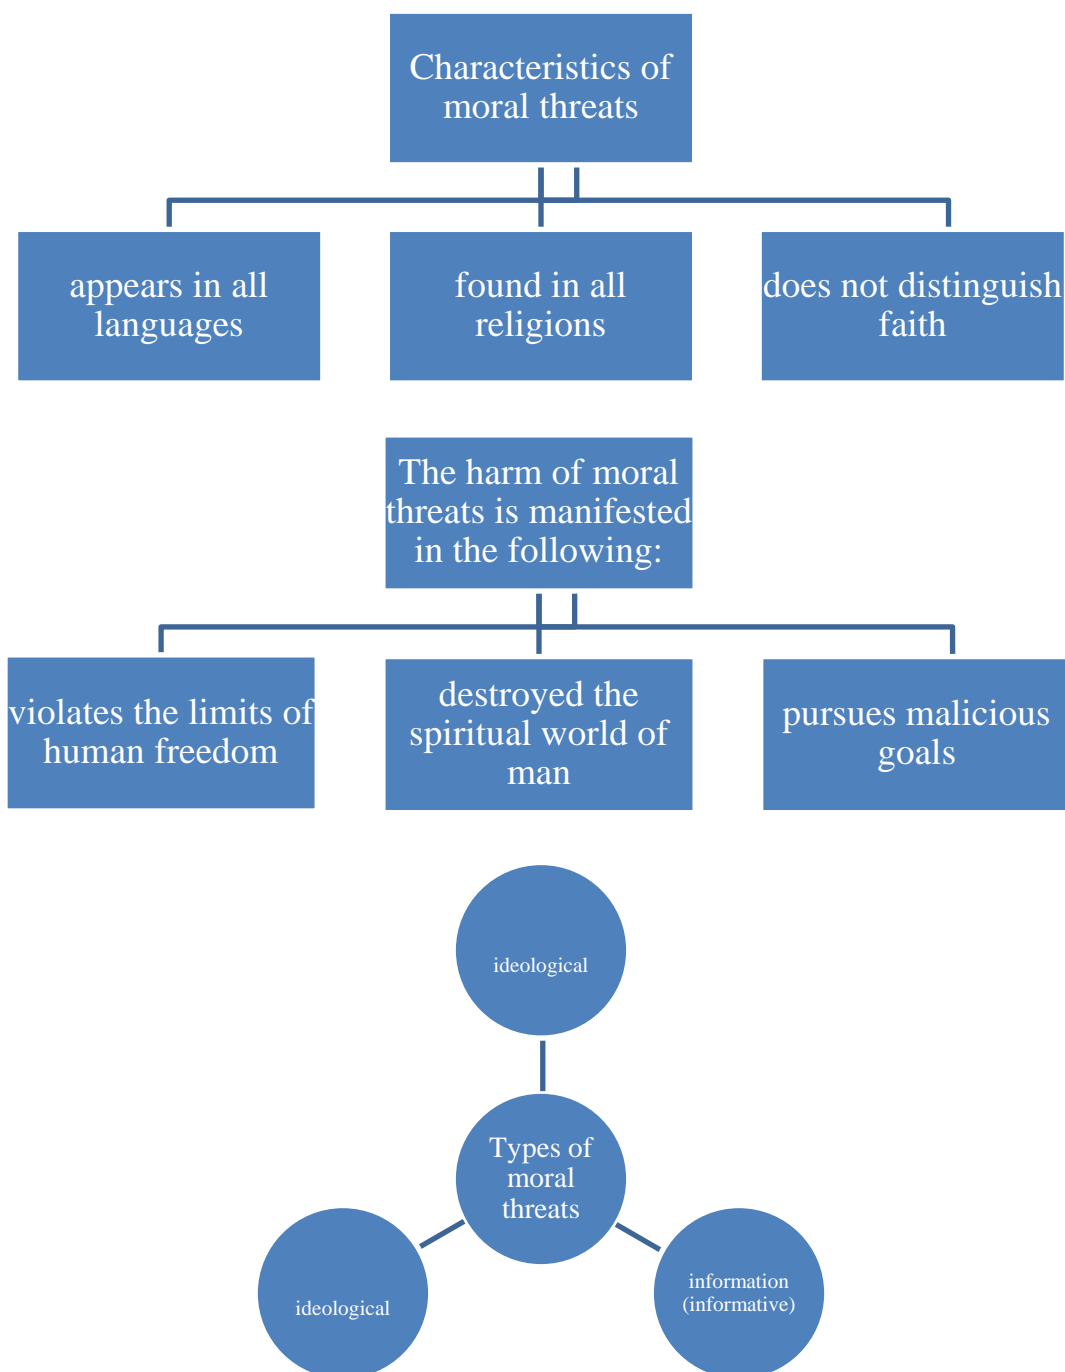 Characteristics of
moral threats
appears in all
languages
found in all
religions
does not distinguish
faith
The harm of moral
threats is manifested
in the following:
violates the limits of
human freedom
destroyed the
spiritual world of
man
pursues malicious
goals
ideological
Types of
moral
threats
ideological
information
(informative)